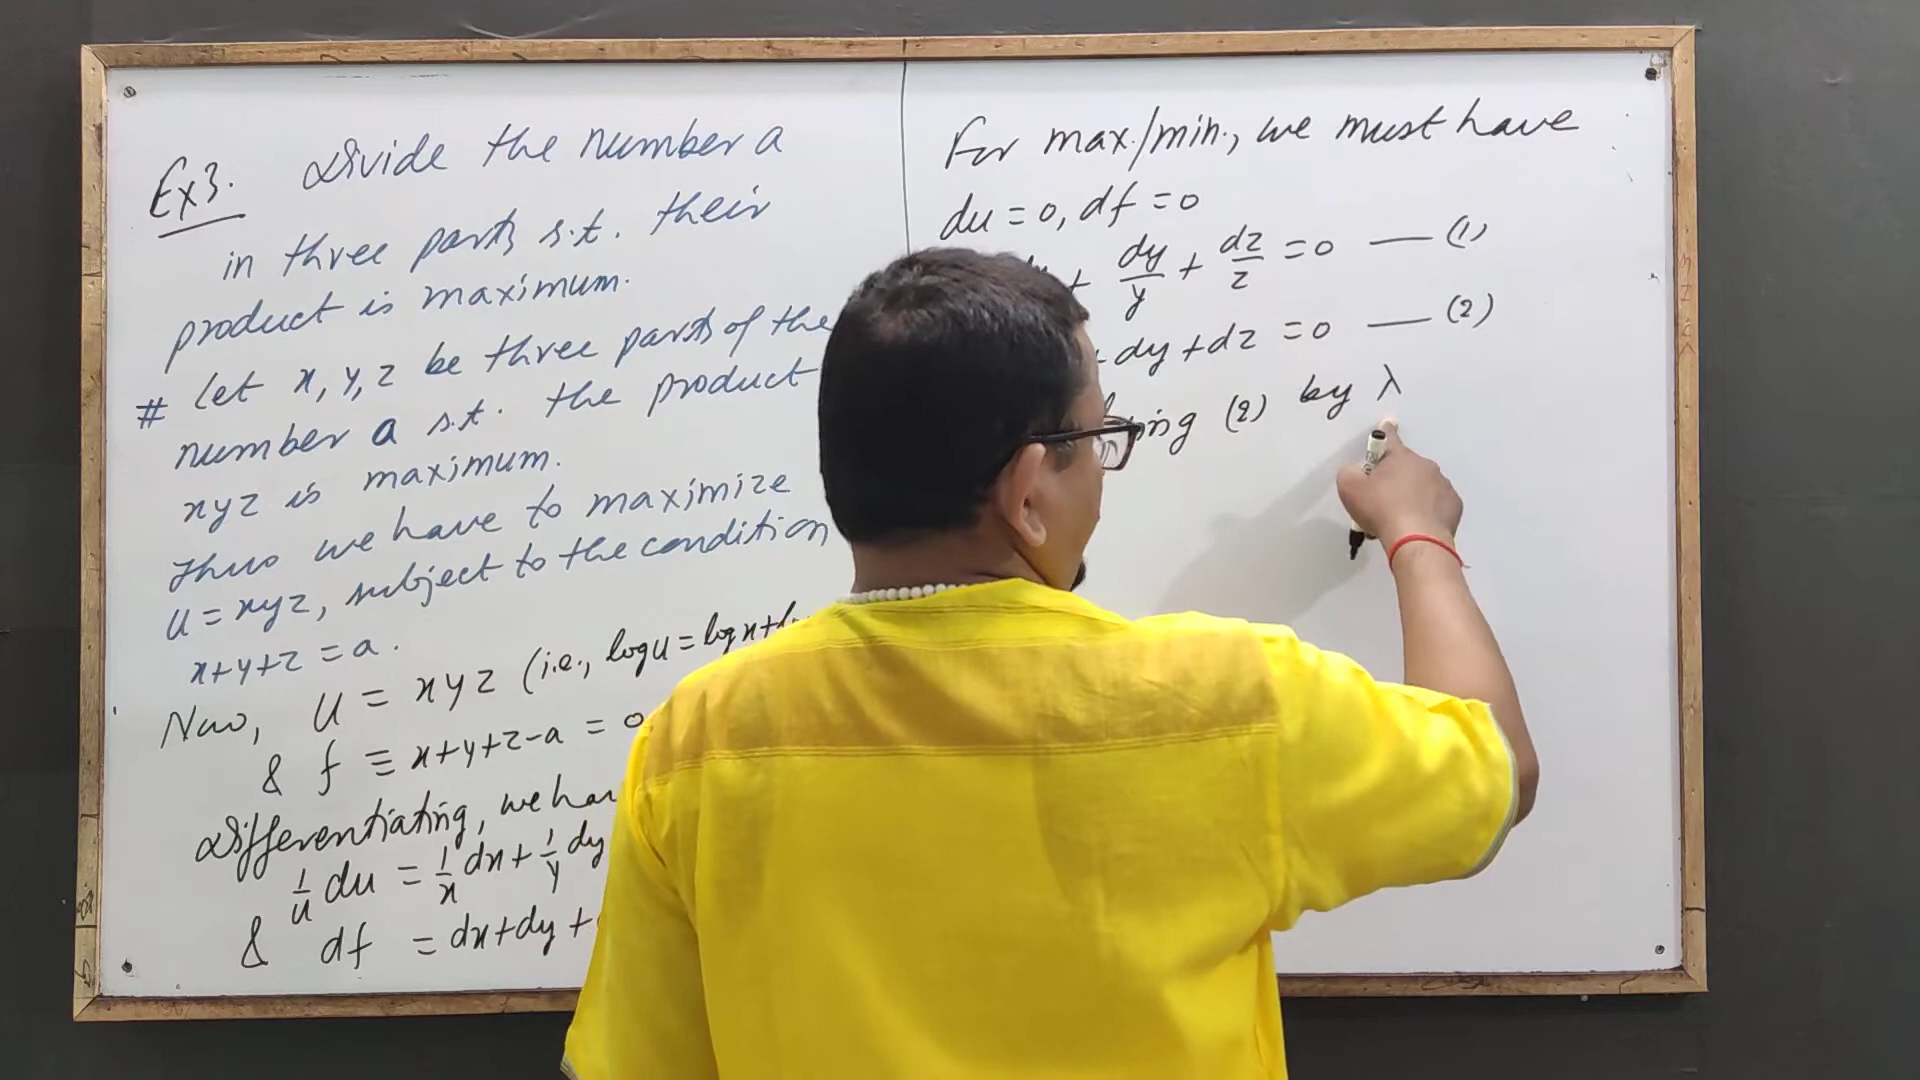 Ex3. Divide the number a
in three parts s.t. their
product is maximum.
# Let x, y, z be three parts of the
number a s.t. the product
xyz is maximum.
Thus we have to maximize
u = xyz, subject to the condition
x+y+z = a.
Now, u = xyz (i.e., log u = log x +
& f ≡ x+y+z-a = 0
Differentiating, we
1/u du = 1/x dx + 1/y dy
& df = dx + dy +
For max./min., we must have
du = 0, df = 0
+ dy/y + dz/z = 0 — (1)
+ dy + dz = 0 — (2)
(2) by λ